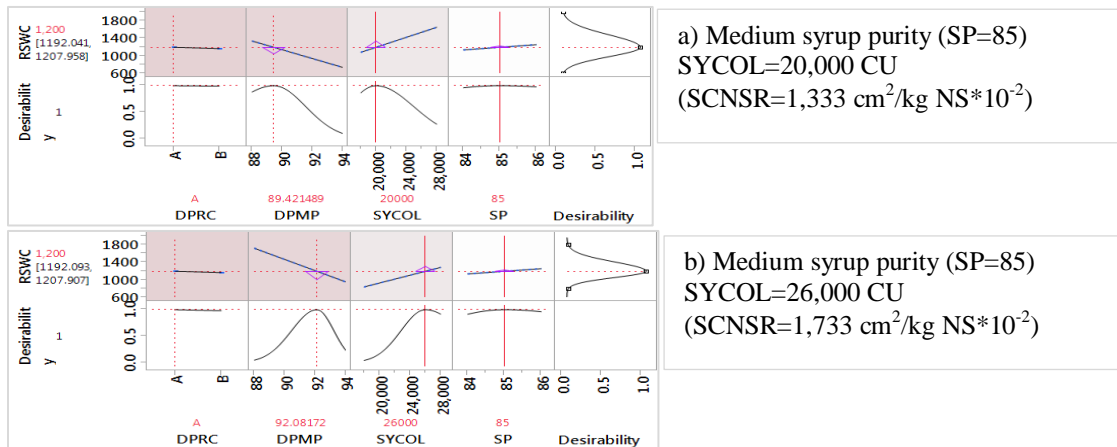 RSWC
1,200
[1192.041,
1207.958]
1800
1400
1000
600
Desirabilit
y
1
1.0
0.5
0.0
A
B
88
90
92
94
20,000
24,000
28,000
84
85
86
0.0
0.5
1.0
A
89.421489
20000
85
DPRC
DPMP
SYCOL
SP
Desirability
a) Medium syrup purity (SP=85)
SYCOL=20,000 CU
(SCNSR=1,333 cm²/kg NS*10⁻²)
RSWC
1,200
[1192.093,
1207.907]
1800
1400
1000
600
Desirabilit
y
1
1.0
0.5
0.0
A
B
88
90
92
94
20,000
24,000
28,000
84
85
86
0.0
0.5
1.0
A
92.08172
26000
85
DPRC
DPMP
SYCOL
SP
Desirability
b) Medium syrup purity (SP=85)
SYCOL=26,000 CU
(SCNSR=1,733 cm²/kg NS*10⁻²)